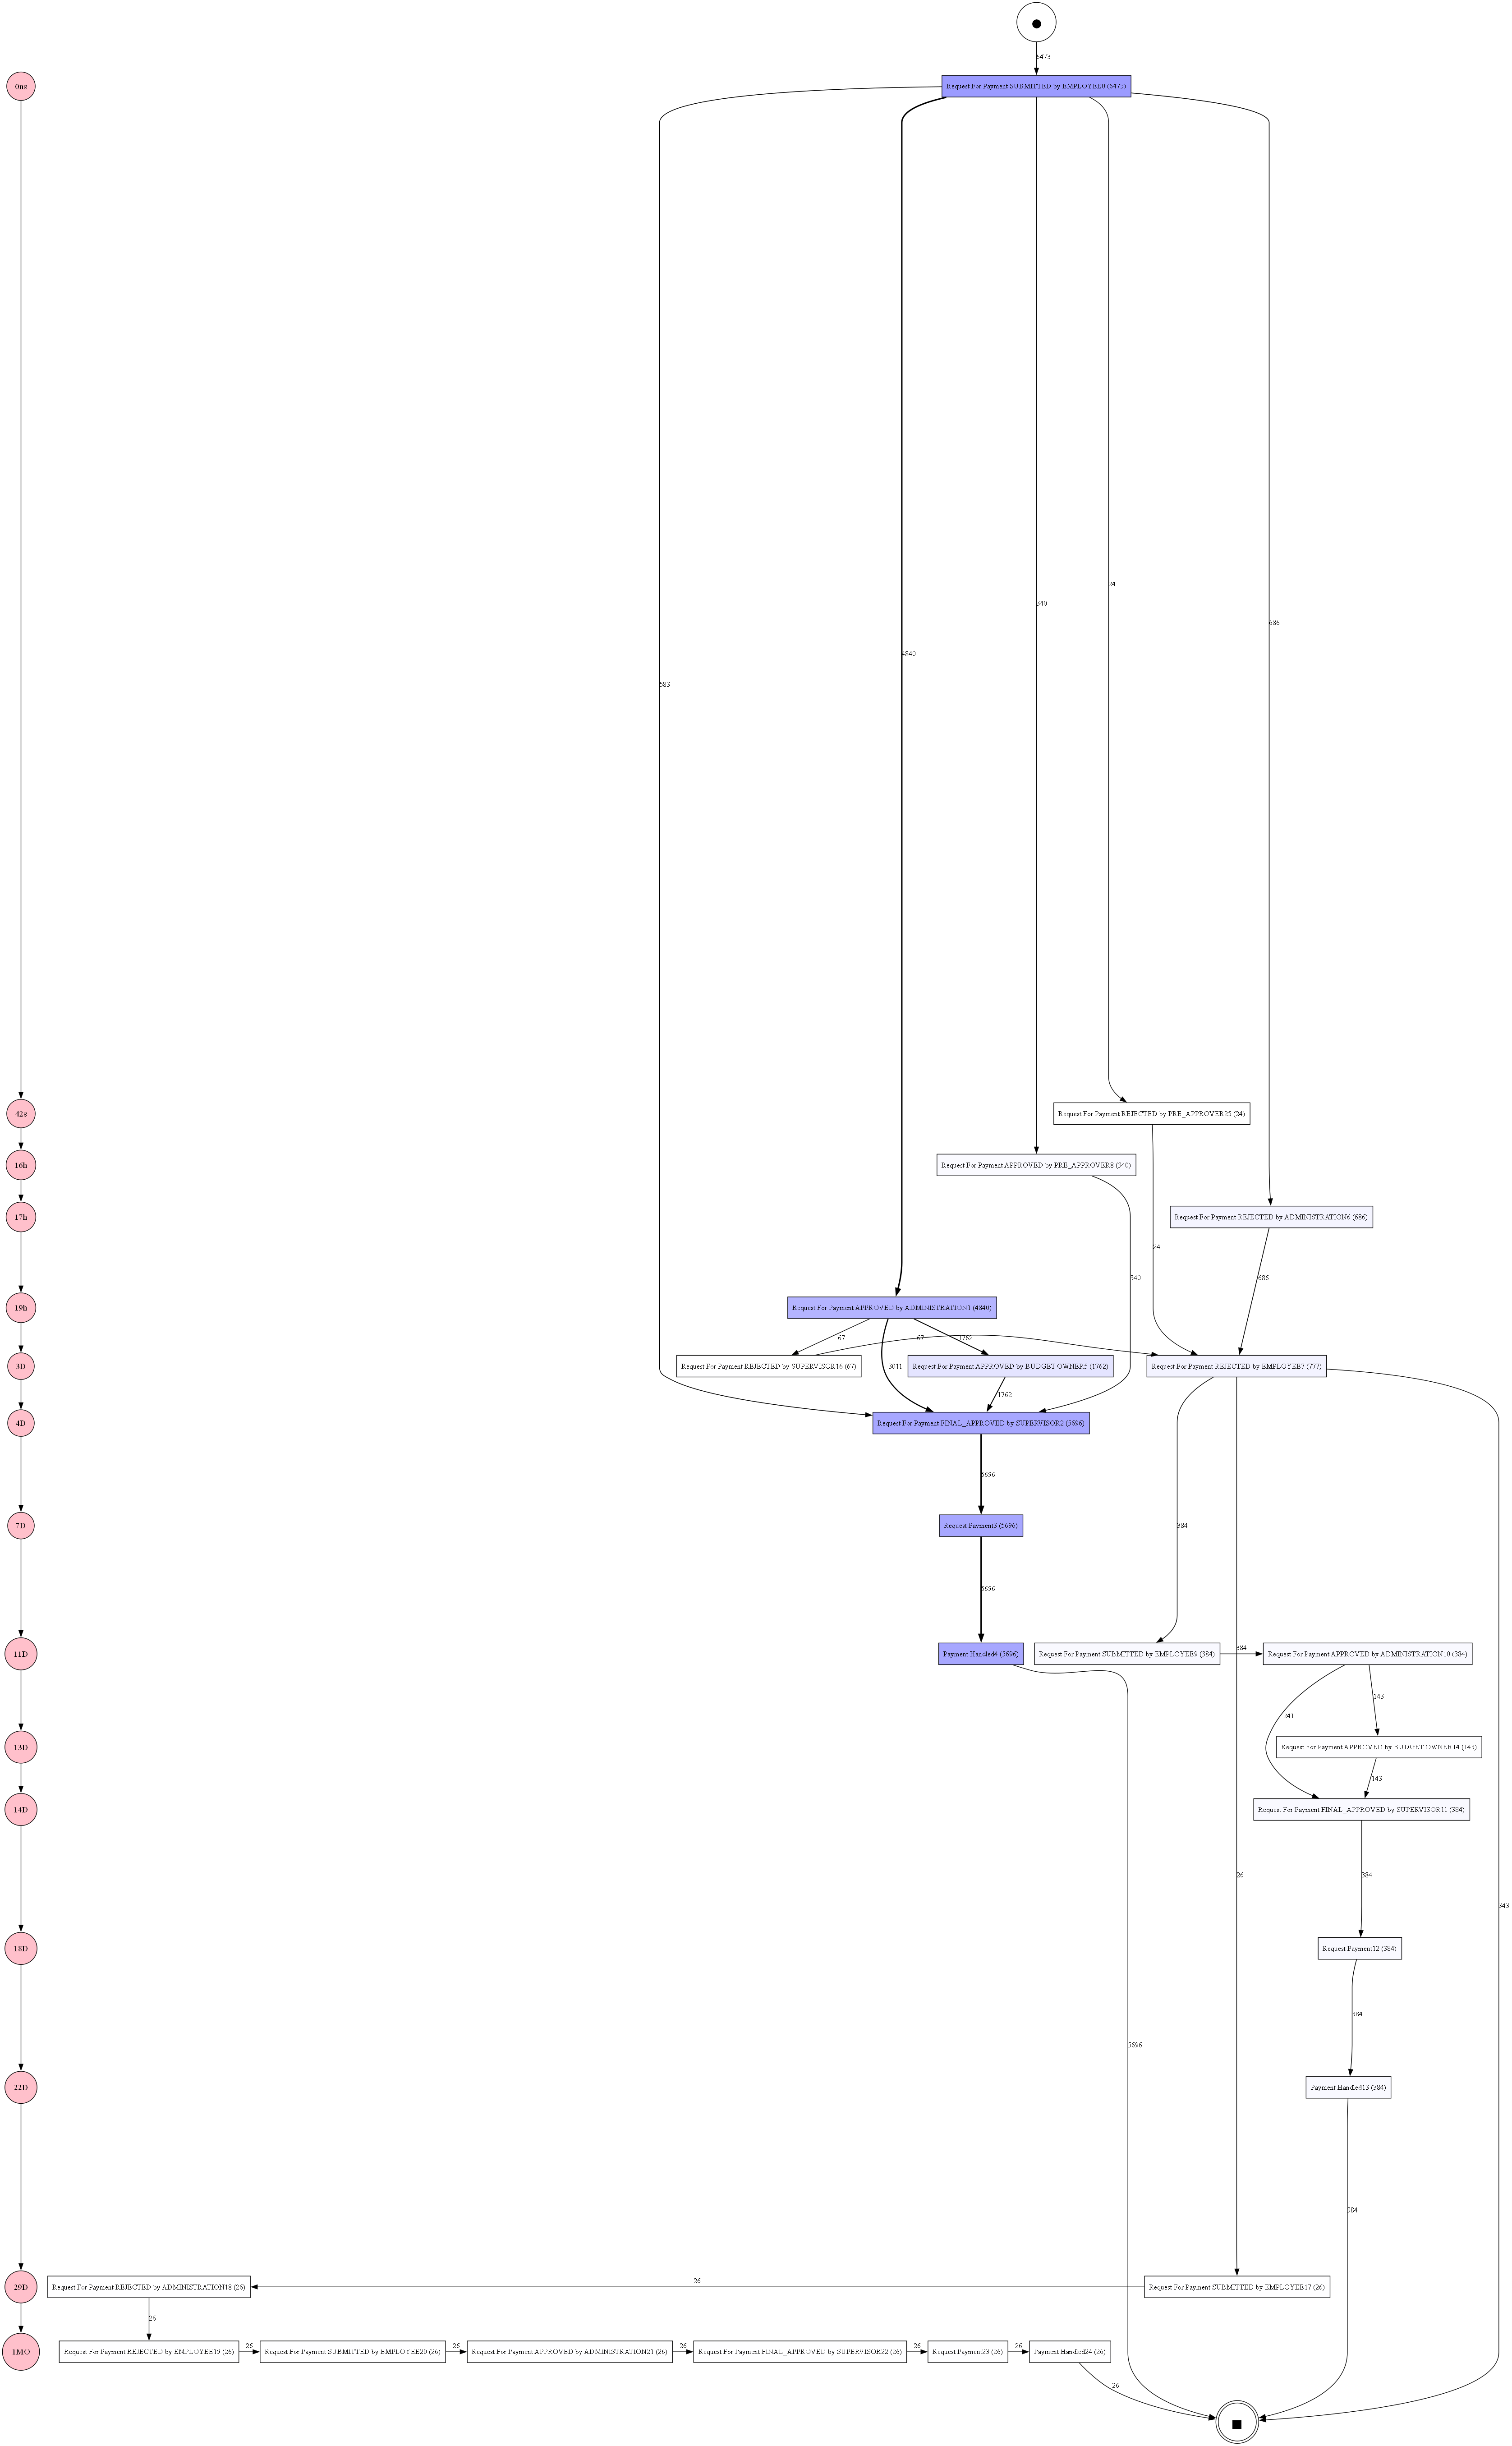 6473
0ns
Request For Payment SUBMITTED by EMPLOYEE0 (6473)
24
340
686
4840
583
42s
Request For Payment REJECTED by PRE_APPROVER25 (24)
16h
Request For Payment APPROVED by PRE_APPROVER8 (340)
17h
Request For Payment REJECTED by ADMINISTRATION6 (686)
24
340
686
19h
Request For Payment APPROVED by ADMINISTRATION1 (4840)
67
67
1762
3D
Request For Payment REJECTED by SUPERVISOR16 (67)
3011
Request For Payment APPROVED by BUDGET OWNER5 (1762)
Request For Payment REJECTED by EMPLOYEE7 (777)
1762
4D
Request For Payment FINAL_APPROVED by SUPERVISOR2 (5696)
5696
7D
Request Payment3 (5696)
384
5696
384
11D
Payment Handled4 (5696)
Request For Payment SUBMITTED by EMPLOYEE9 (384)
Request For Payment APPROVED by ADMINISTRATION10 (384)
143
241
13D
Request For Payment APPROVED by BUDGET OWNER14 (143)
143
14D
Request For Payment FINAL_APPROVED by SUPERVISOR11 (384)
26
384
343
18D
Request Payment12 (384)
384
5696
22D
Payment Handled13 (384)
384
29D
Request For Payment REJECTED by ADMINISTRATION18 (26)
26
Request For Payment SUBMITTED by EMPLOYEE17 (26)
26
1MO
Request For Payment REJECTED by EMPLOYEE19 (26)
26
Request For Payment SUBMITTED by EMPLOYEE20 (26)
26
Request For Payment APPROVED by ADMINISTRATION21 (26)
26
Request For Payment FINAL_APPROVED by SUPERVISOR22 (26)
26
Request Payment23 (26)
26
Payment Handled24 (26)
26